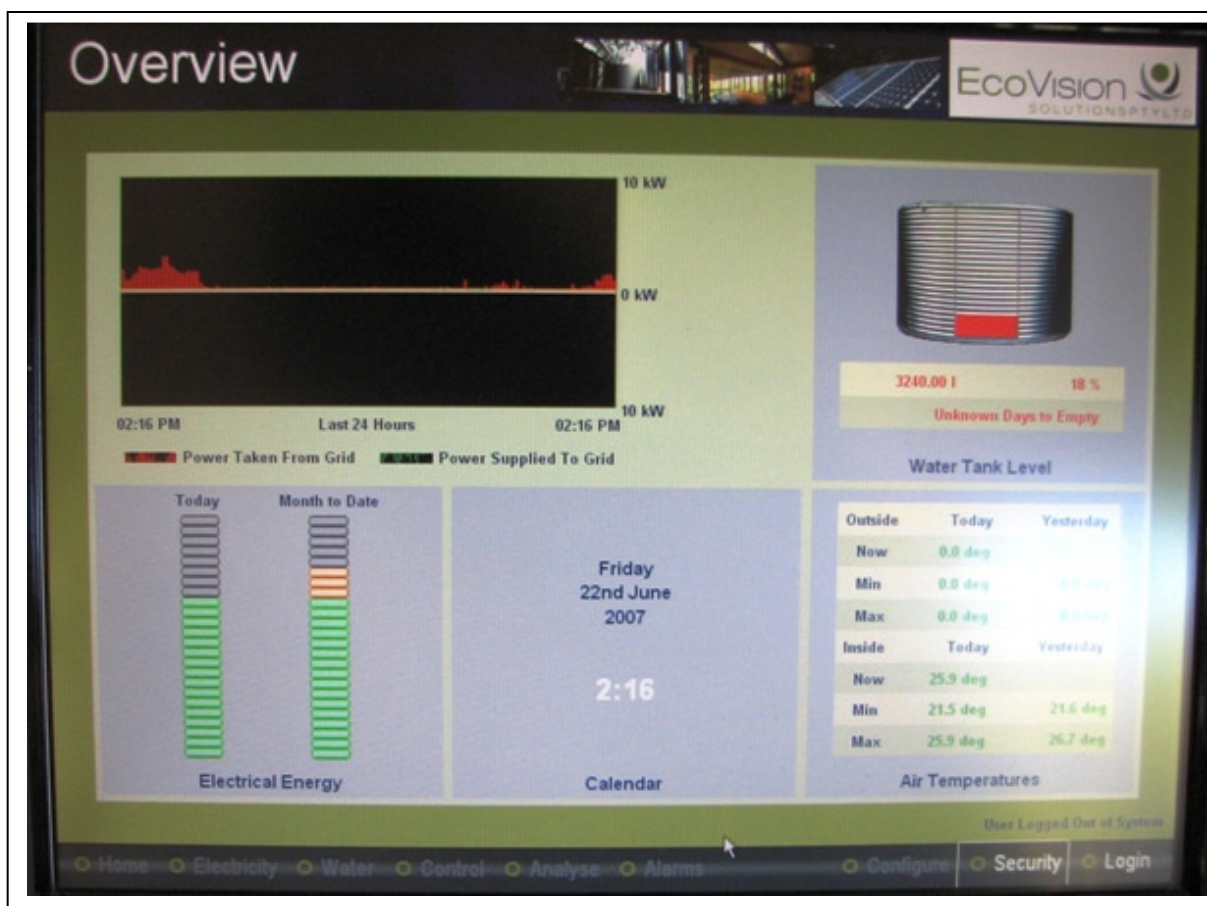 Overview
EcoVision
SOLUTIONSPTYLTD
10 kW
0 kW
10 kW
02:16 PM Last 24 Hours 02:16 PM
Power Taken From Grid Power Supplied To Grid
3240.00 l 18 %
Unknown Days to Empty
Water Tank Level
Today Month to Date
Electrical Energy
Friday
22nd June
2007
2:16
Calendar
Outside Today Yesterday
Now 0.0 deg
Min 0.0 deg
Max 0.0 deg
Inside Today Yesterday
Now 25.9 deg
Min 21.5 deg 21.6 deg
Max 25.9 deg 26.7 deg
Air Temperatures
User Logged Out of System
Home Electricity Water Control Analyse Alarms Configure Security Login